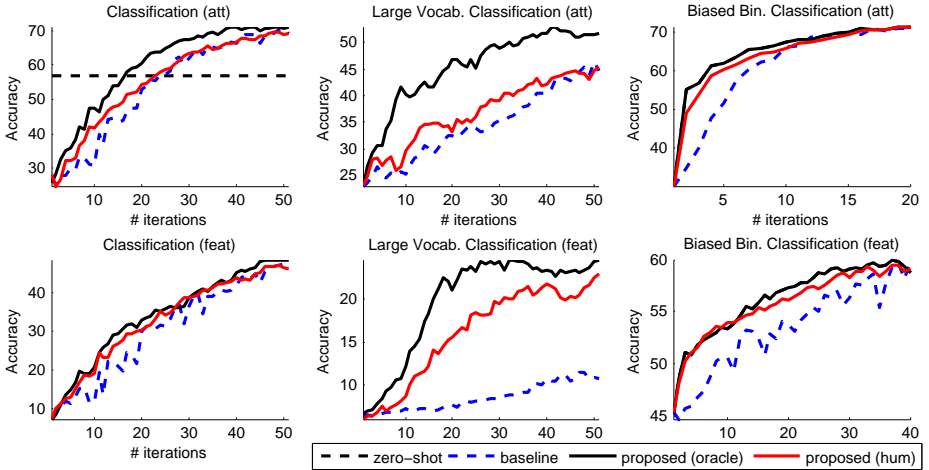 Classification (att)
Accuracy
70
60
50
40
30
10 20 30 40 50
# iterations
Large Vocab. Classification (att)
Accuracy
50
45
40
35
30
25
10 20 30 40 50
# iterations
Biased Bin. Classification (att)
Accuracy
70
60
50
40
5 10 15 20
# iterations
Classification (feat)
Accuracy
40
30
20
10
10 20 30 40 50
# iterations
Large Vocab. Classification (feat)
Accuracy
20
15
10
5
10 20 30 40 50
Biased Bin. Classification (feat)
Accuracy
60
55
50
45
10 20 30 40
zero-shot baseline proposed (oracle) proposed (hum)